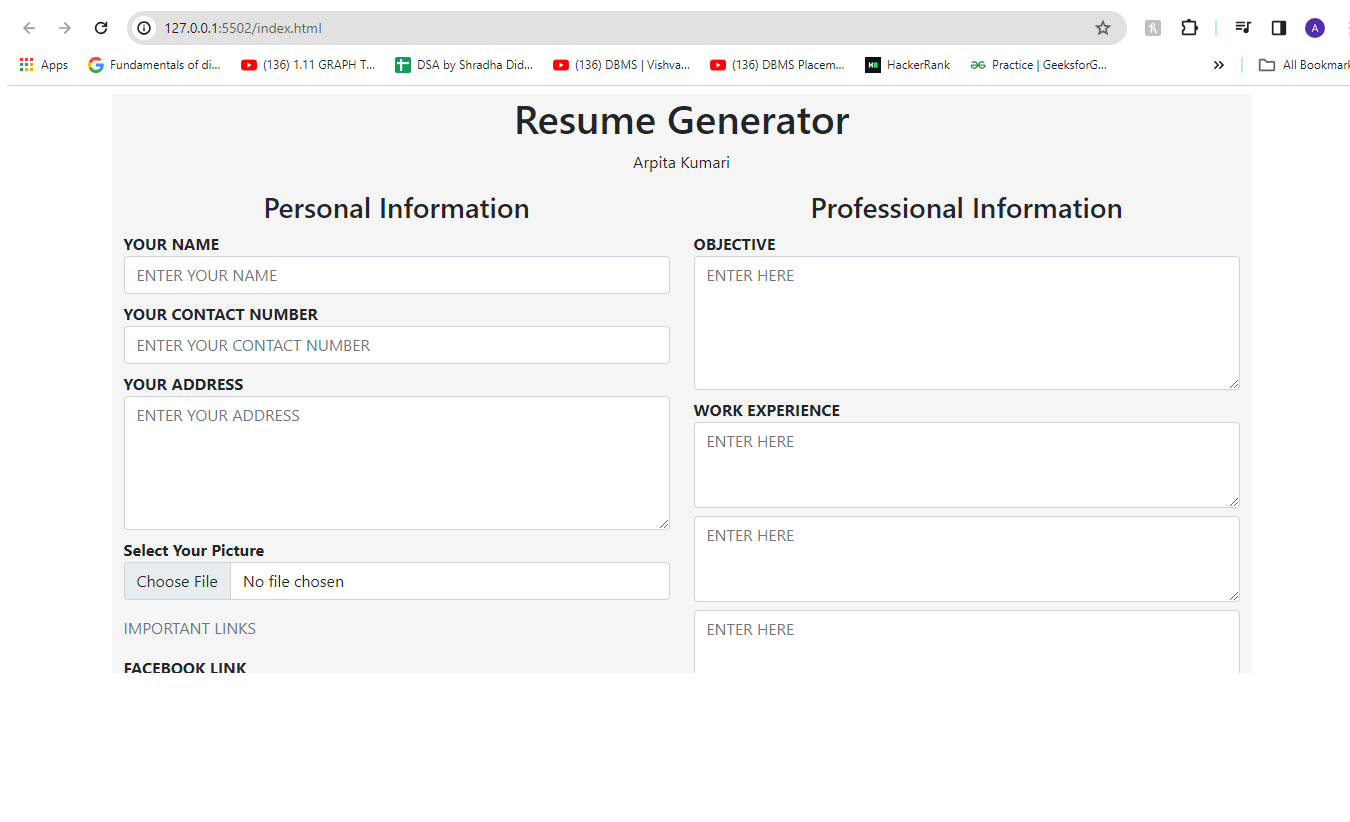 127.0.0.1:5502/index.html
A
Apps
Fundamentals of di...
(136) 1.11 GRAPH T...
DSA by Shradha Did...
(136) DBMS | Vishva...
(136) DBMS Placem...
HackerRank
Practice | GeeksforG...
»
All Bookmark
Resume Generator
Arpita Kumari
Personal Information
YOUR NAME
ENTER YOUR NAME
YOUR CONTACT NUMBER
ENTER YOUR CONTACT NUMBER
YOUR ADDRESS
ENTER YOUR ADDRESS
Select Your Picture
Choose File No file chosen
IMPORTANT LINKS
FACEBOOK LINK
Professional Information
OBJECTIVE
ENTER HERE
WORK EXPERIENCE
ENTER HERE
ENTER HERE
ENTER HERE